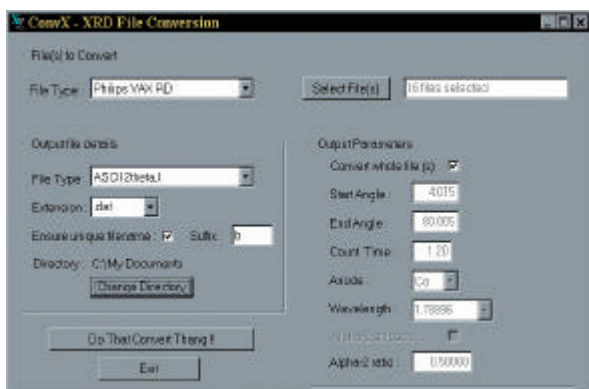 ConvX - XRD File Conversion
File(s) to Convert
File Type: Philips VAX RD
Select File(s) 16 files selected
Output file details
File Type: ASCII 2theta,I
Extension: .dat
Ensure unique filename: Suffix: b
Directory: C:\My Documents
Change Directory
Do That Convert Thang !!
Exit
Output Parameters
Convert whole file (s)
Start Angle: 4.015
End Angle: 80.005
Count Time: 1.20
Anode: Co
Wavelength: 1.78896
Alpha-2 ratio: 0.50000